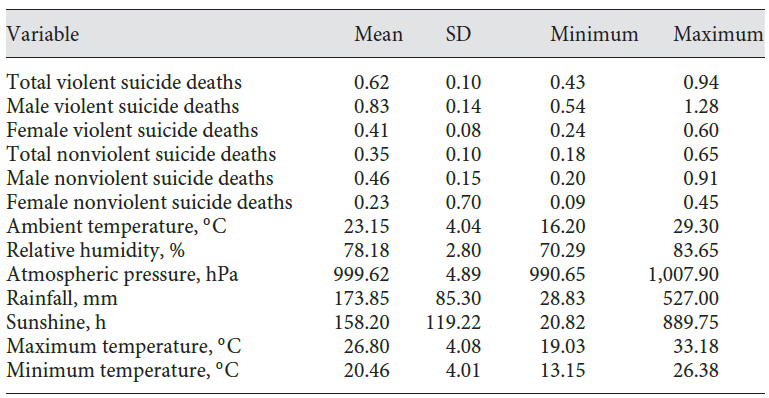 Variable Mean SD Minimum Maximum
Total violent suicide deaths 0.62 0.10 0.43 0.94
Male violent suicide deaths 0.83 0.14 0.54 1.28
Female violent suicide deaths 0.41 0.08 0.24 0.60
Total nonviolent suicide deaths 0.35 0.10 0.18 0.65
Male nonviolent suicide deaths 0.46 0.15 0.20 0.91
Female nonviolent suicide deaths 0.23 0.70 0.09 0.45
Ambient temperature, °C 23.15 4.04 16.20 29.30
Relative humidity, % 78.18 2.80 70.29 83.65
Atmospheric pressure, hPa 999.62 4.89 990.65 1,007.90
Rainfall, mm 173.85 85.30 28.83 527.00
Sunshine, h 158.20 119.22 20.82 889.75
Maximum temperature, °C 26.80 4.08 19.03 33.18
Minimum temperature, °C 20.46 4.01 13.15 26.38